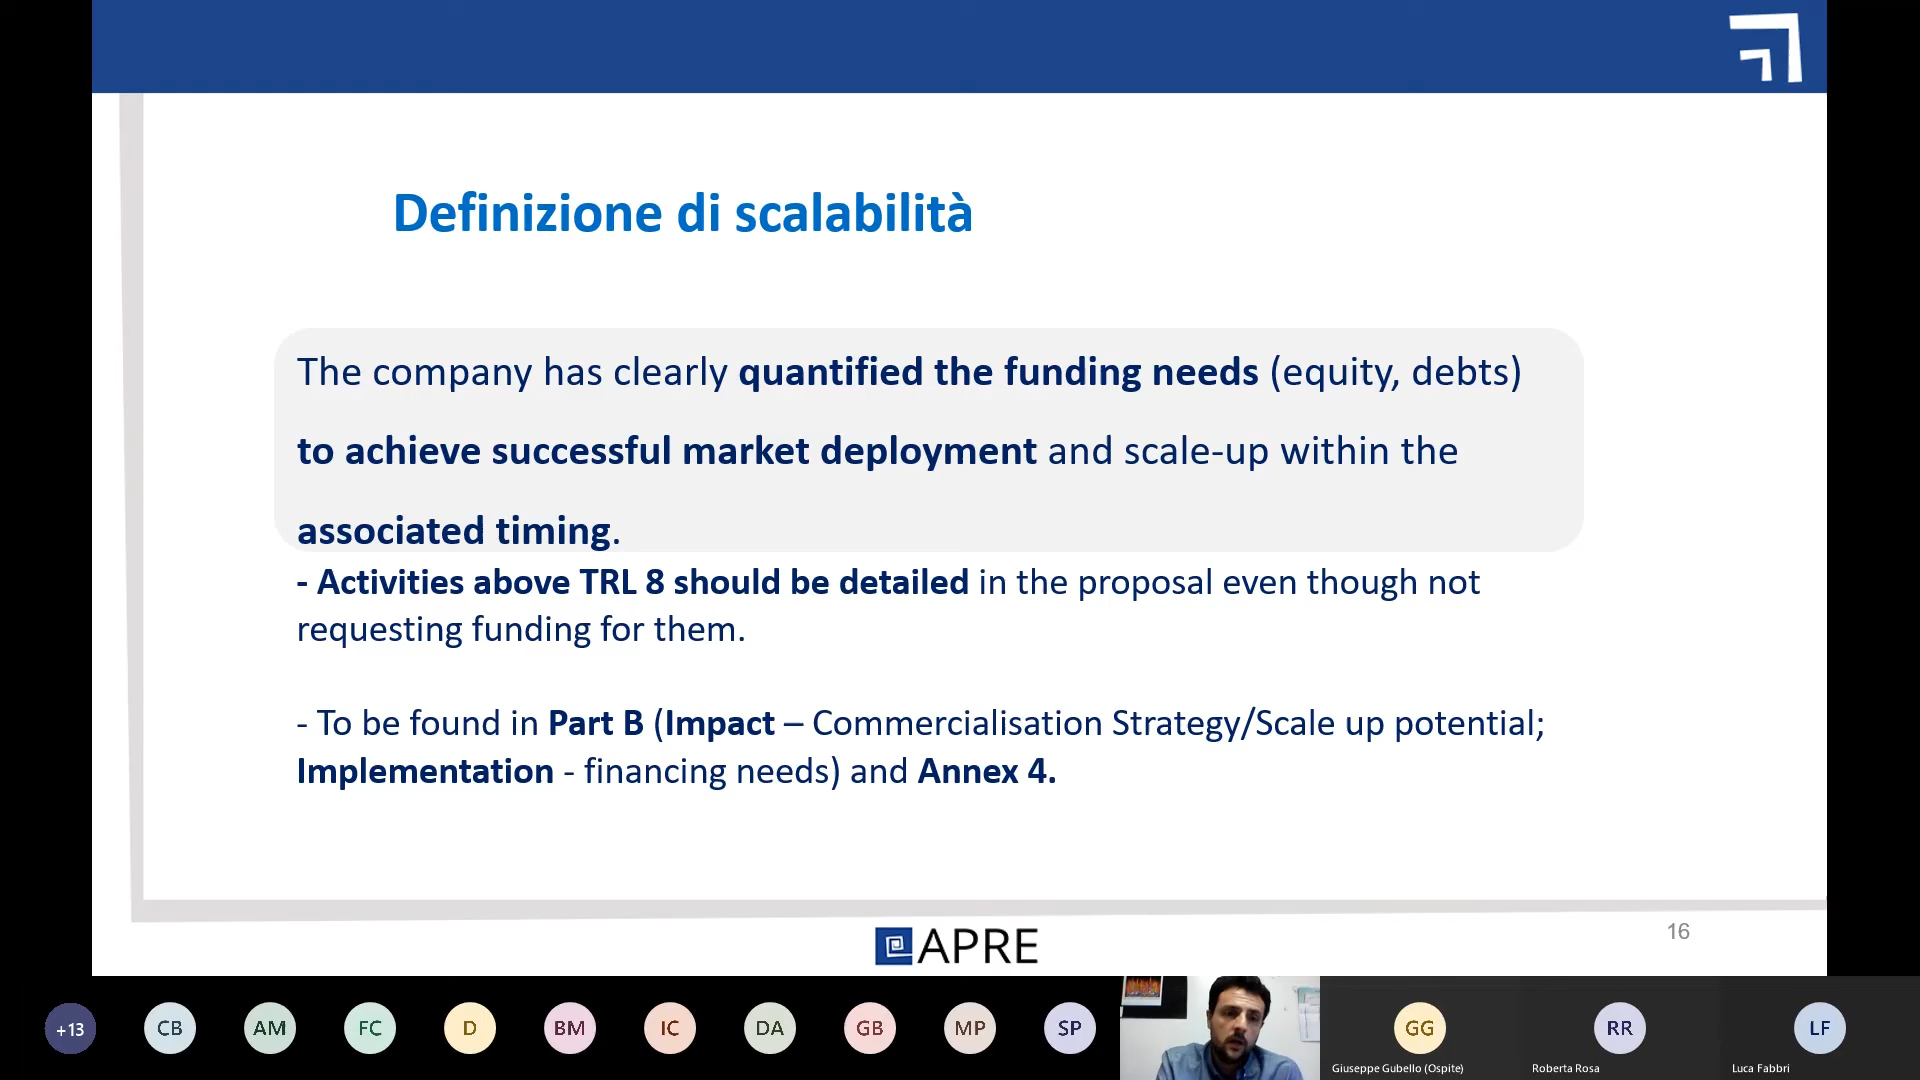 Definizione di scalabilità
The company has clearly quantified the funding needs (equity, debts)
to achieve successful market deployment and scale-up within the
associated timing.
- Activities above TRL 8 should be detailed in the proposal even though not
requesting funding for them.
- To be found in Part B (Impact – Commercialisation Strategy/Scale up potential;
Implementation - financing needs) and Annex 4.
APRE
16
+13
CB
AM
FC
D
BM
IC
DA
GB
MP
SP
GG
RR
LF
Giuseppe Gubello (Ospite)
Roberta Rosa
Luca Fabbri